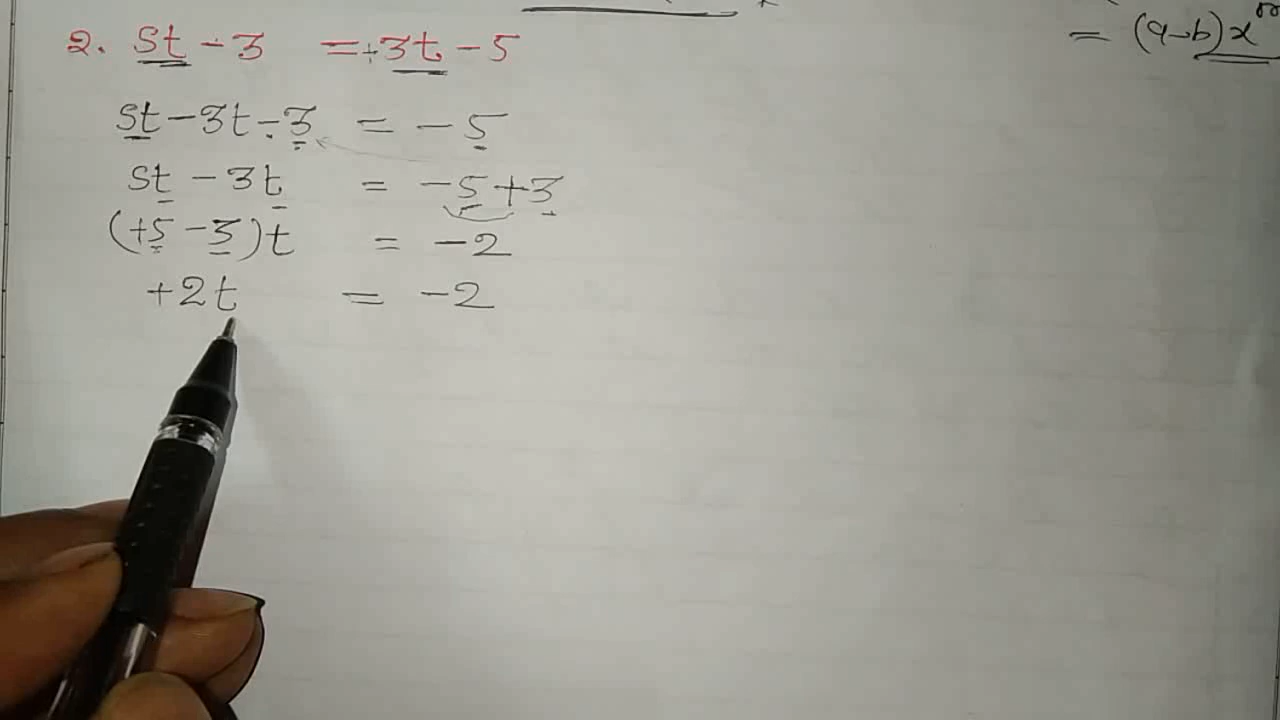 = (a-b)x^m
2. 5t - 3 = +3t - 5
5t - 3t - 3 = -5
5t - 3t = -5 + 3
(+5 - 3)t = -2
+2t = -2